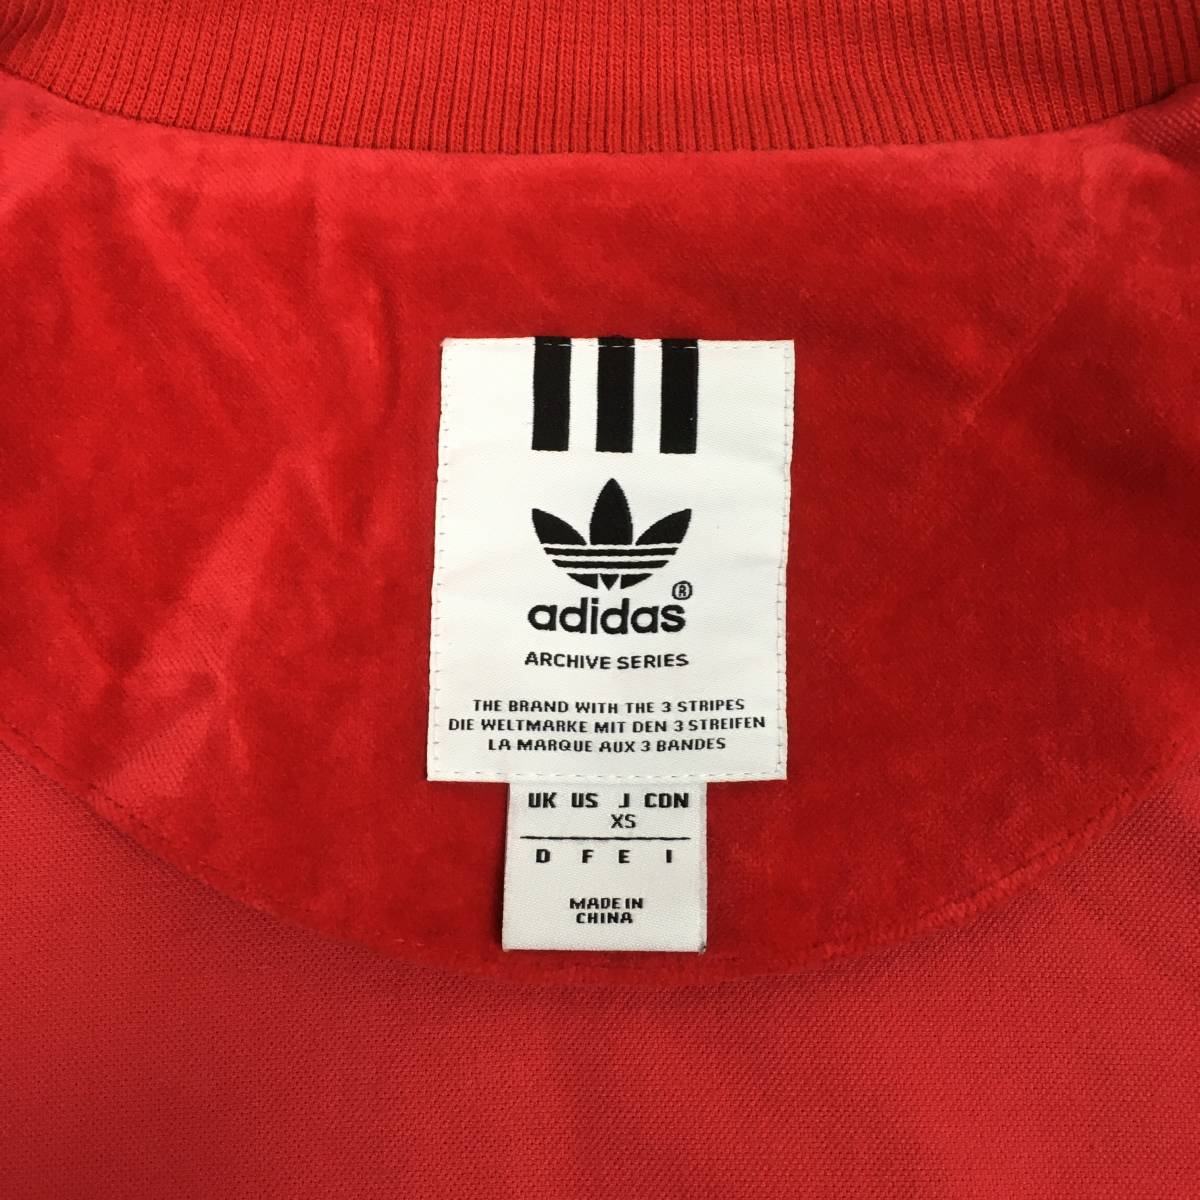 adidas®
ARCHIVE SERIES
THE BRAND WITH THE 3 STRIPES
DIE WELTMARKE MIT DEN 3 STREIFEN
LA MARQUE AUX 3 BANDES
UK US J CDN
XS
D F E I
MADE IN
CHINA